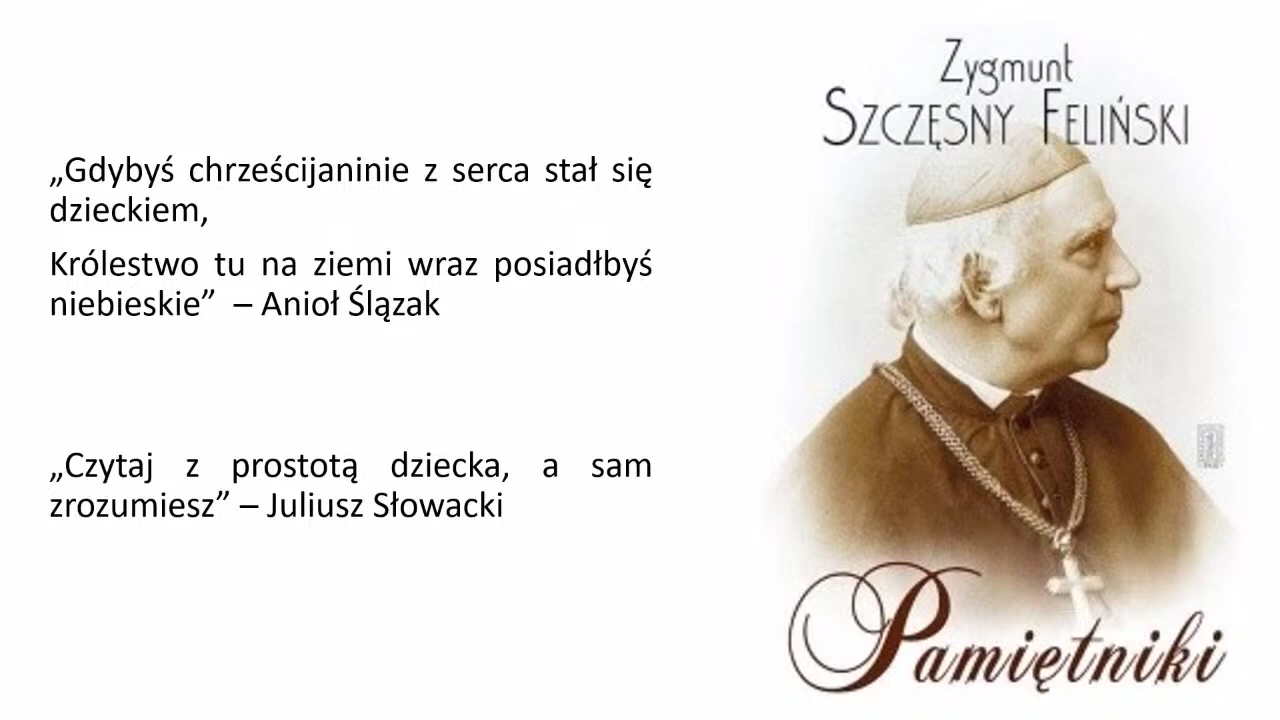 „Gdybyś chrześcijaninie z serca stał się
dzieckiem,
Królestwo tu na ziemi wraz posiadłbyś
niebieskie” – Anioł Ślązak
„Czytaj z prostotą dziecka, a sam
zrozumiesz” – Juliusz Słowacki
Zygmunt
SZCZĘSNY FELIŃSKI
Pamiętniki